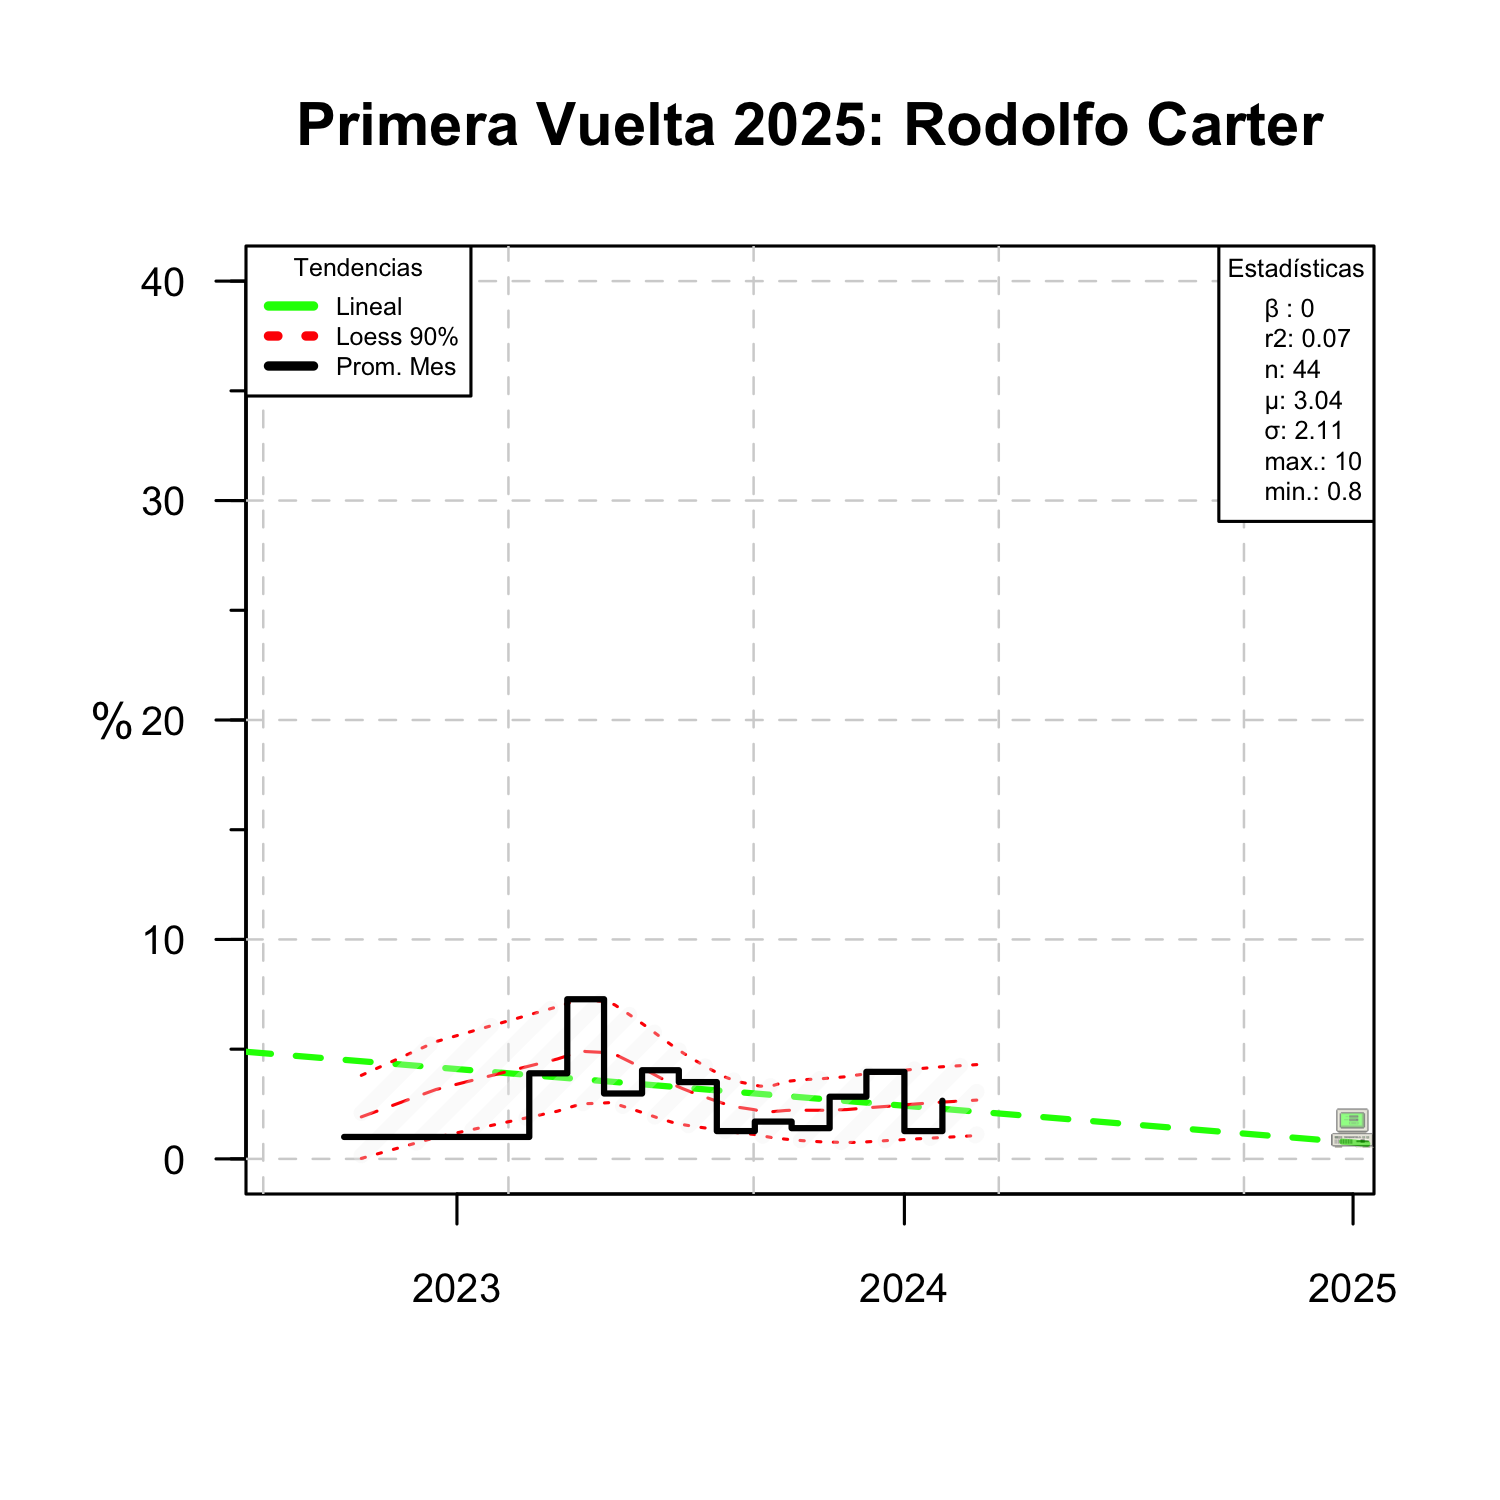 Primera Vuelta 2025: Rodolfo Carter
Tendencias
Lineal
Loess 90%
Prom. Mes
Estadísticas
β : 0
r2: 0.07
n: 44
μ: 3.04
σ: 2.11
max.: 10
min.: 0.8
40
30
% 20
10
0
2023 2024 2025